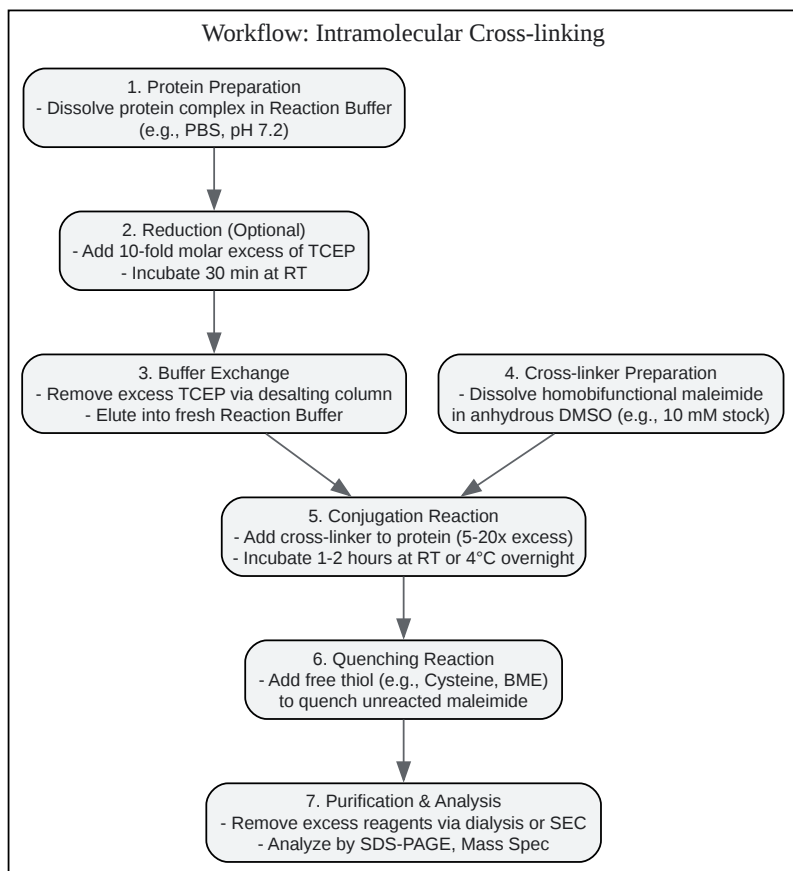 Workflow: Intramolecular Cross-linking
1. Protein Preparation
- Dissolve protein complex in Reaction Buffer
(e.g., PBS, pH 7.2)
2. Reduction (Optional)
- Add 10-fold molar excess of TCEP
- Incubate 30 min at RT
3. Buffer Exchange
- Remove excess TCEP via desalting column
- Elute into fresh Reaction Buffer
4. Cross-linker Preparation
- Dissolve homobifunctional maleimide
in anhydrous DMSO (e.g., 10 mM stock)
5. Conjugation Reaction
- Add cross-linker to protein (5-20x excess)
- Incubate 1-2 hours at RT or 4°C overnight
6. Quenching Reaction
- Add free thiol (e.g., Cysteine, BME)
to quench unreacted maleimide
7. Purification & Analysis
- Remove excess reagents via dialysis or SEC
- Analyze by SDS-PAGE, Mass Spec